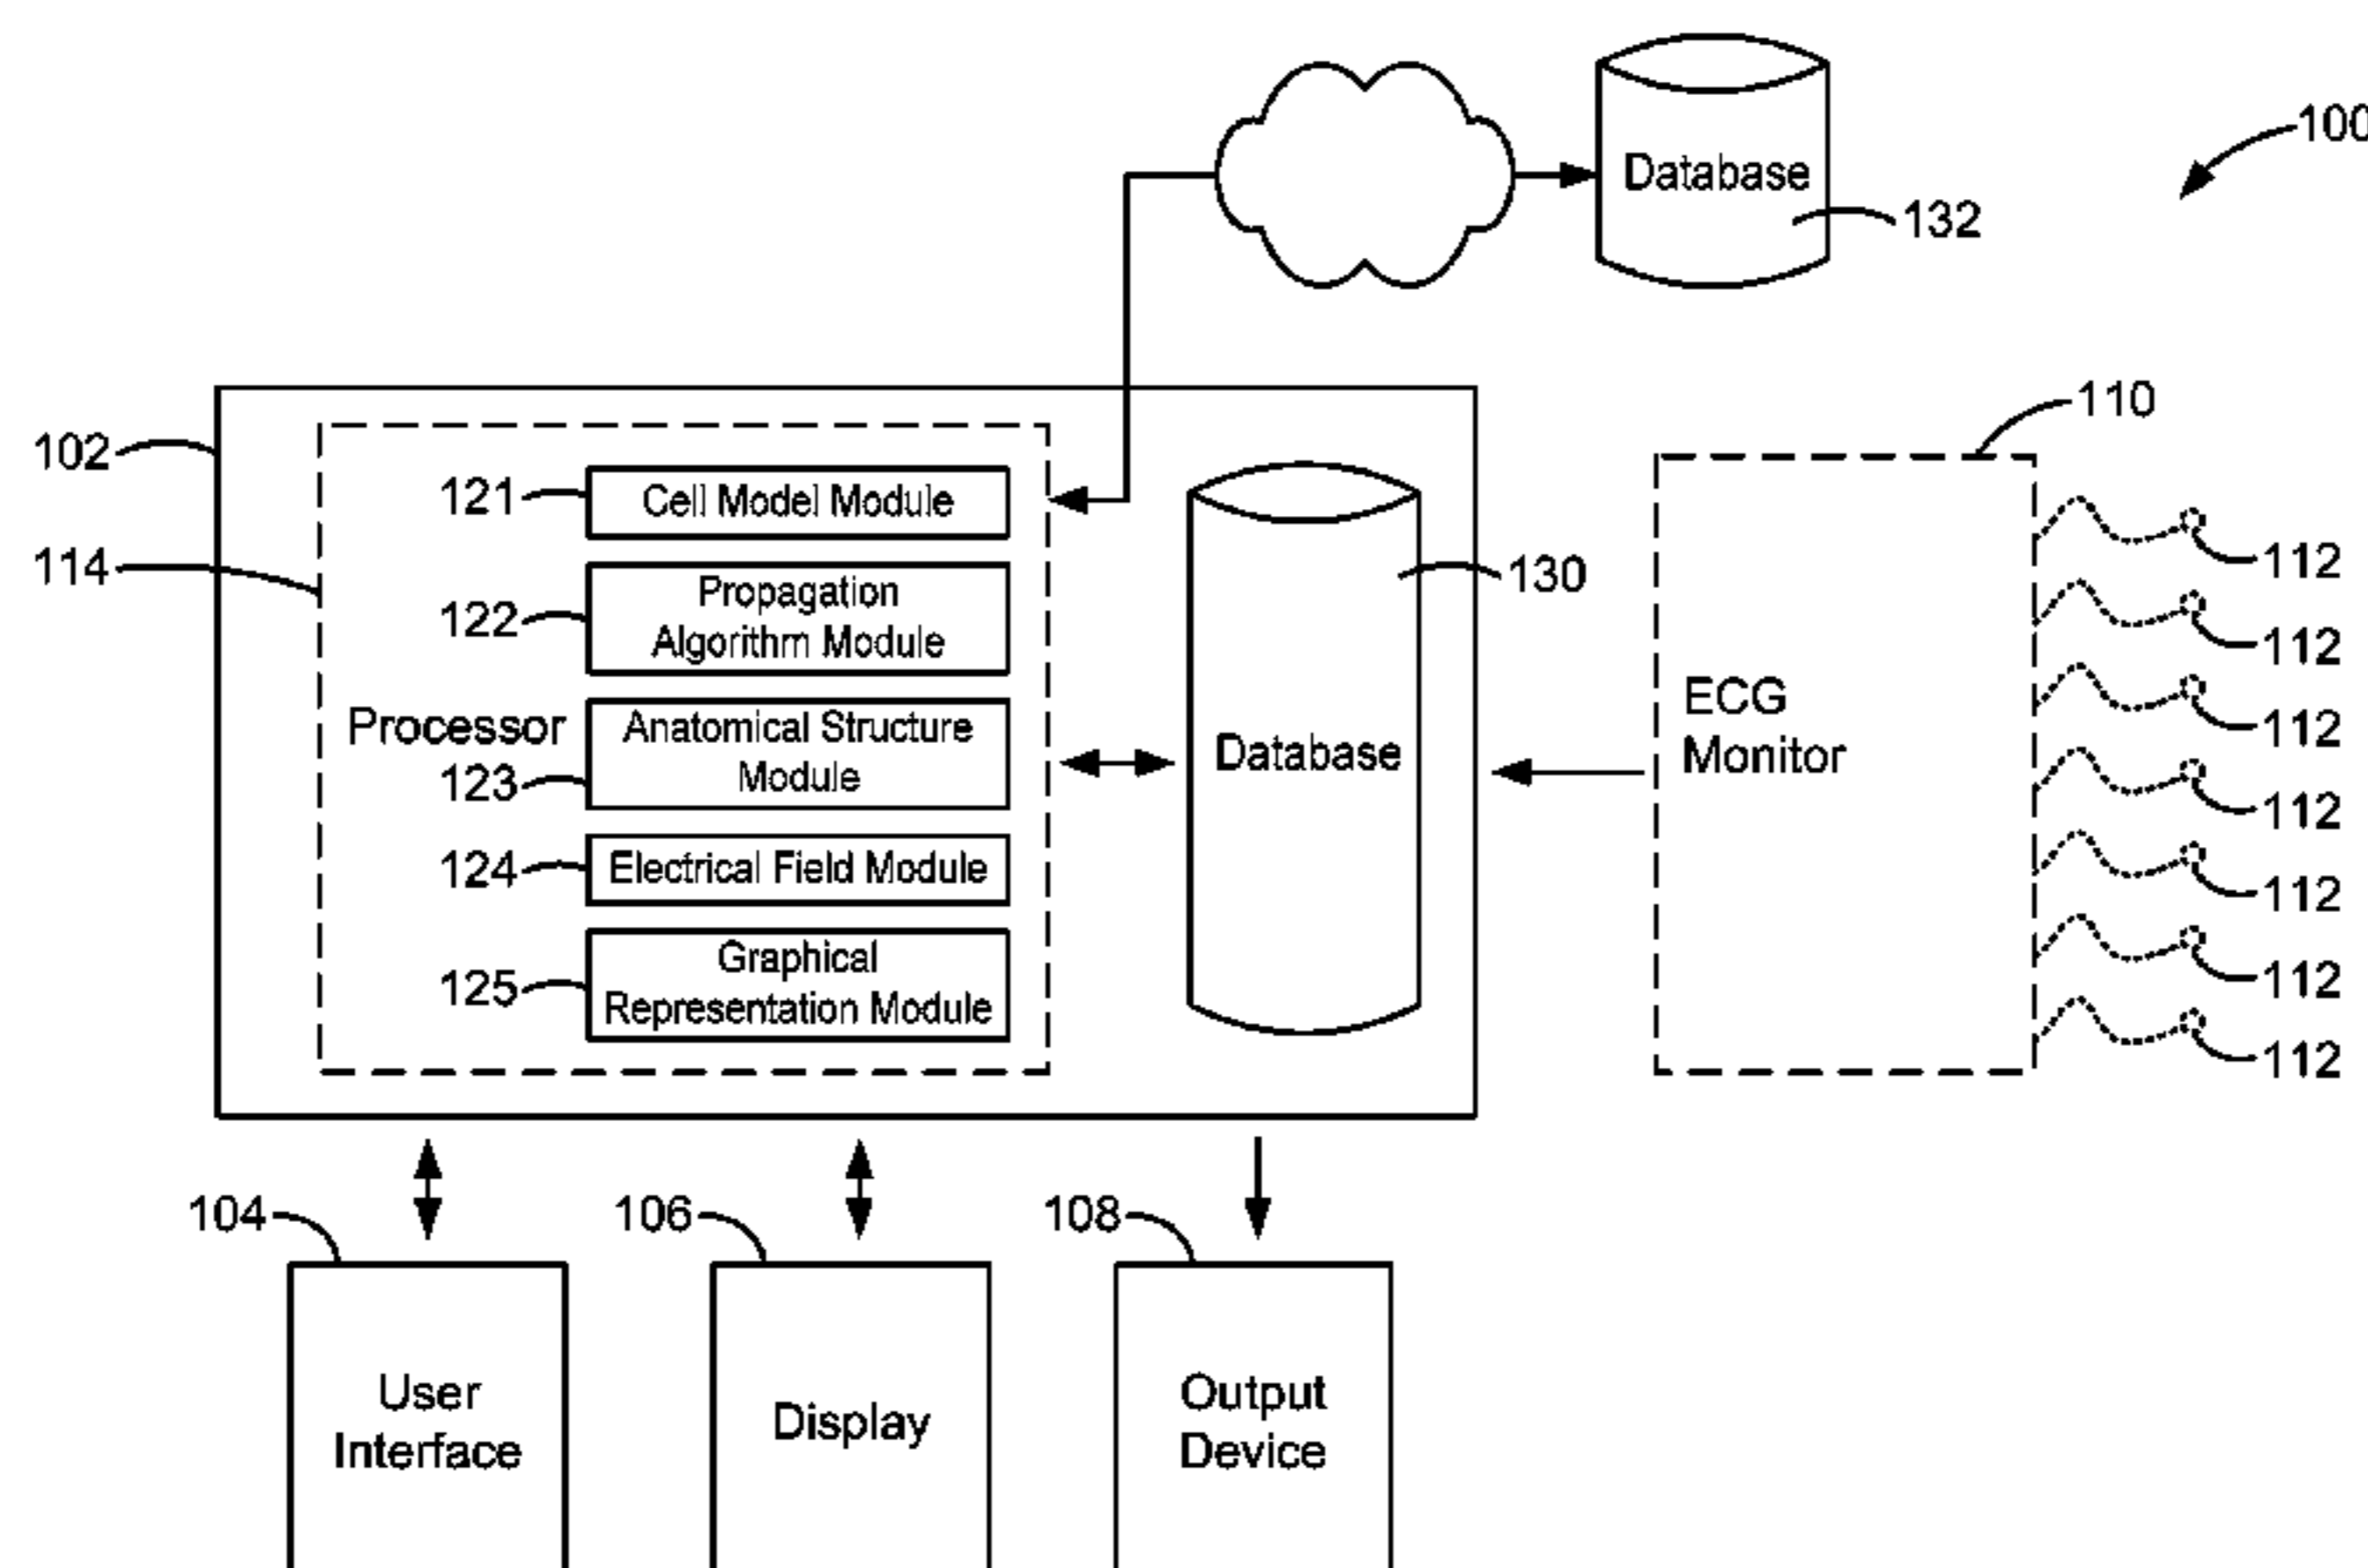 Database
100
132
102
110
121
Cell Model Module
114
130
112
122
Propagation
Algorithm Module
112
Processor
123
Anatomical Structure
Module
Database
ECG
Monitor
112
112
124
Electrical Field Module
112
125
Graphical
Representation Module
112
112
104
106
108
User
Interface
Display
Output
Device